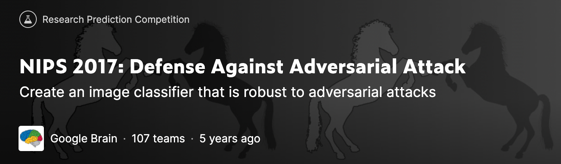 Research Prediction Competition
NIPS 2017: Defense Against Adversarial Attack
Create an image classifier that is robust to adversarial attacks
Google Brain · 107 teams · 5 years ago